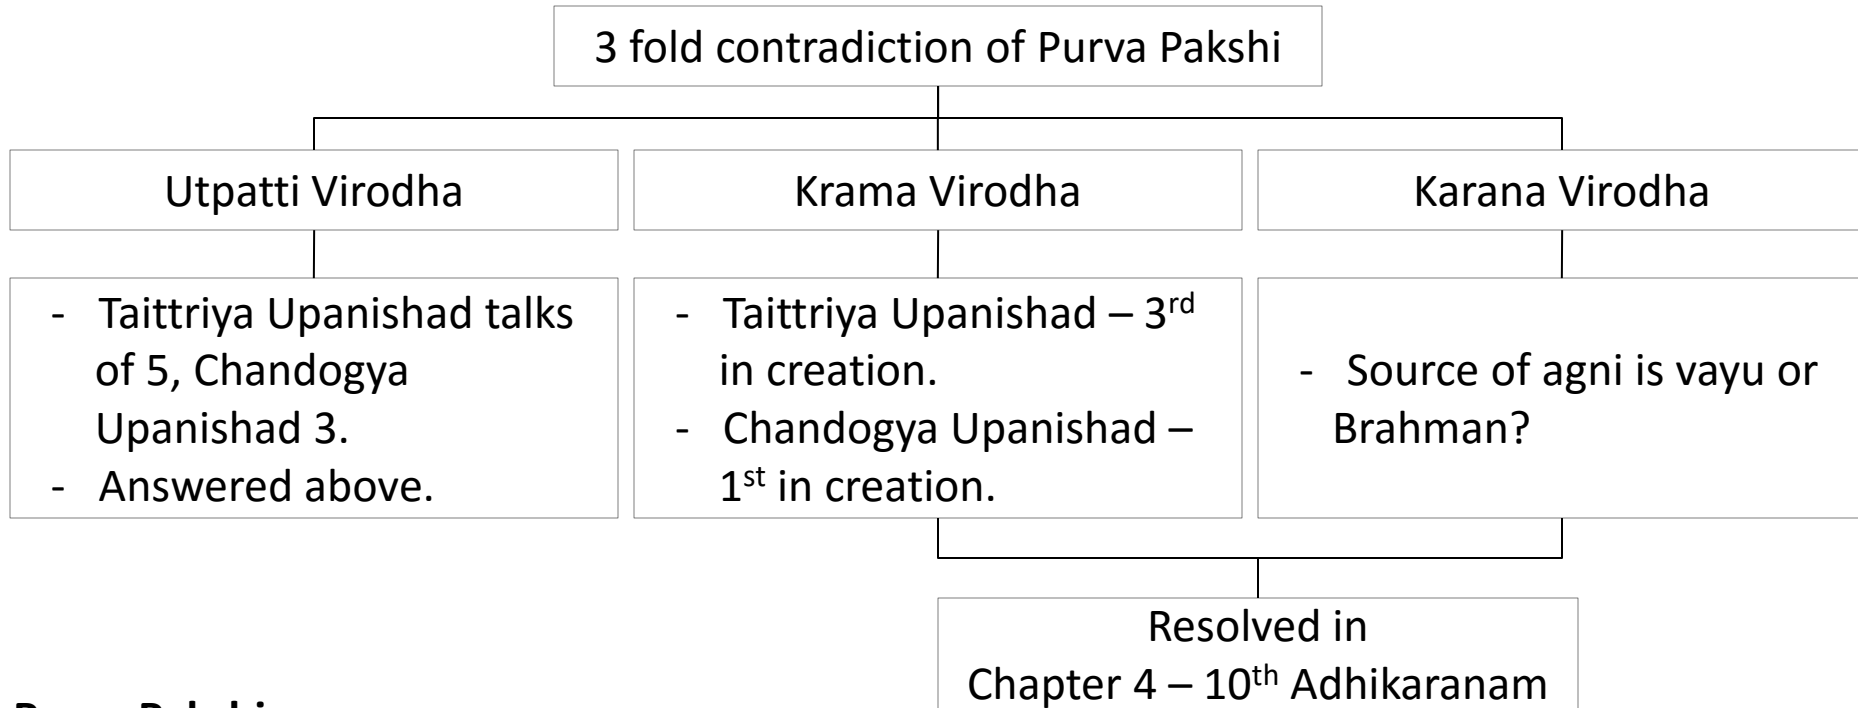 3 fold contradiction of Purva Pakshi
Utpatti Virodha
Krama Virodha
Karana Virodha
- Taittriya Upanishad talks
of 5, Chandogya
Upanishad 3.
- Answered above.
- Taittriya Upanishad – 3rd
in creation.
- Chandogya Upanishad –
1st in creation.
- Source of agni is vayu or
Brahman?
Resolved in
Chapter 4 – 10th Adhikaranam